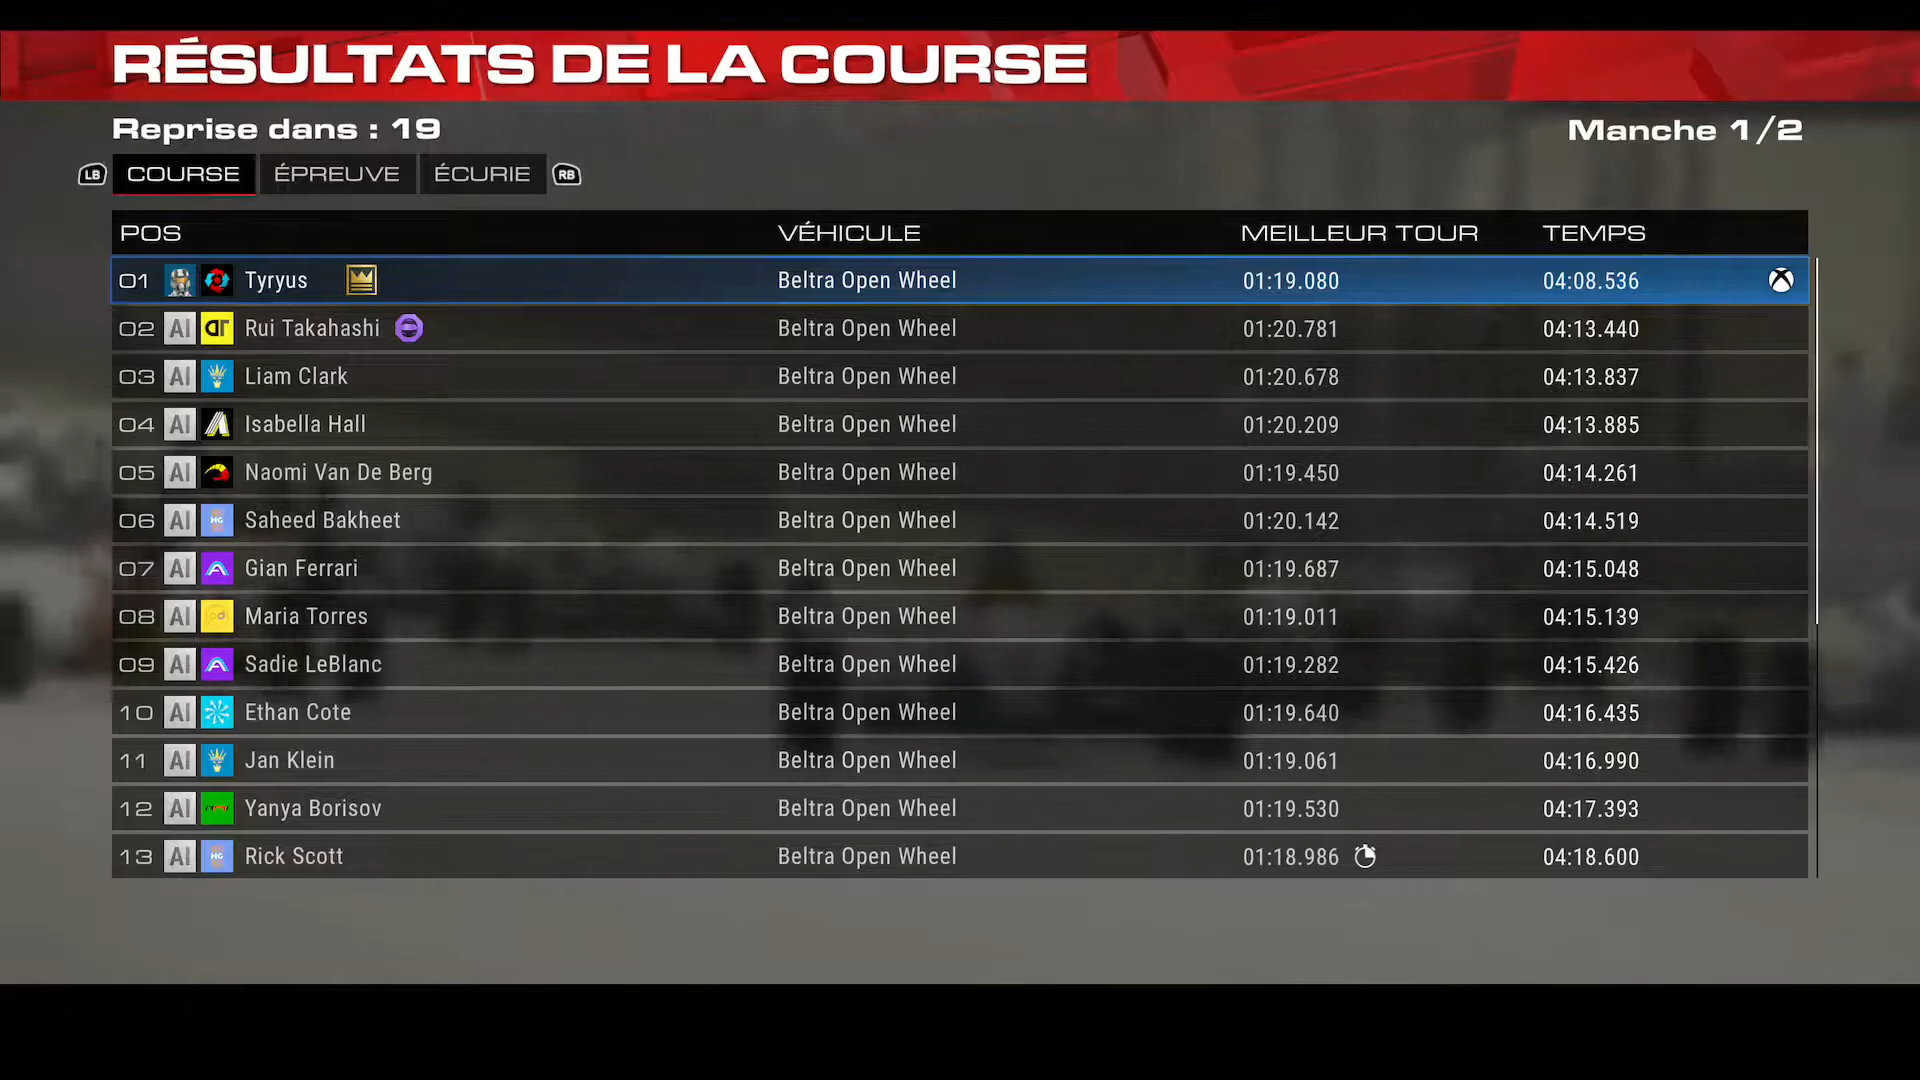 RÉSULTATS DE LA COURSE
Reprise dans : 19
Manche 1/2
LB COURSE ÉPREUVE ÉCURIE RB
POS VÉHICULE MEILLEUR TOUR TEMPS
01 Tyryus Beltra Open Wheel 01:19.080 04:08.536
02 AI Rui Takahashi Beltra Open Wheel 01:20.781 04:13.440
03 AI Liam Clark Beltra Open Wheel 01:20.678 04:13.837
04 AI Isabella Hall Beltra Open Wheel 01:20.209 04:13.885
05 AI Naomi Van De Berg Beltra Open Wheel 01:19.450 04:14.261
06 AI HG Saheed Bakheet Beltra Open Wheel 01:20.142 04:14.519
07 AI Gian Ferrari Beltra Open Wheel 01:19.687 04:15.048
08 AI Maria Torres Beltra Open Wheel 01:19.011 04:15.139
09 AI Sadie LeBlanc Beltra Open Wheel 01:19.282 04:15.426
10 AI Ethan Cote Beltra Open Wheel 01:19.640 04:16.435
11 AI Jan Klein Beltra Open Wheel 01:19.061 04:16.990
12 AI Yanya Borisov Beltra Open Wheel 01:19.530 04:17.393
13 AI HG Rick Scott Beltra Open Wheel 01:18.986 04:18.600